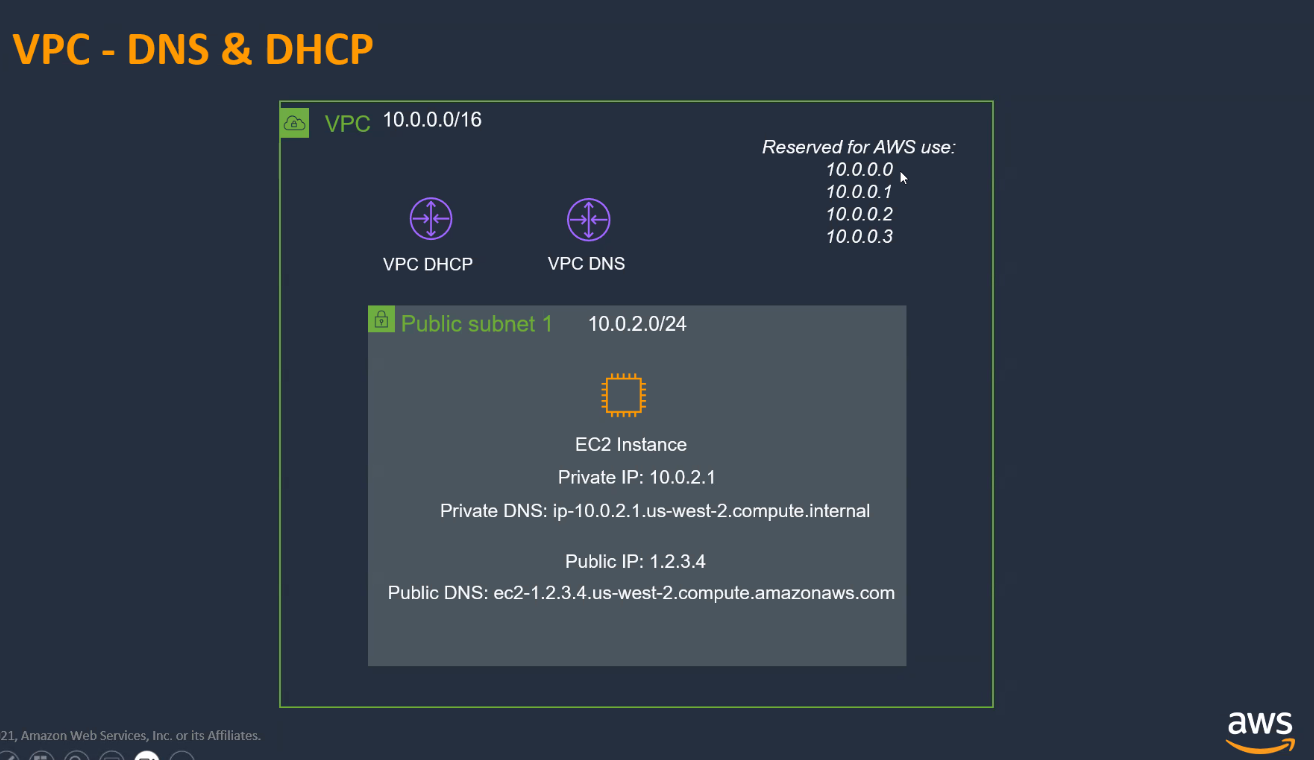 VPC - DNS & DHCP
VPC 10.0.0.0/16
Reserved for AWS use:
10.0.0.0
10.0.0.1
10.0.0.2
10.0.0.3
VPC DHCP
VPC DNS
Public subnet 1 10.0.2.0/24
EC2 Instance
Private IP: 10.0.2.1
Private DNS: ip-10.0.2.1.us-west-2.compute.internal
Public IP: 1.2.3.4
Public DNS: ec2-1.2.3.4.us-west-2.compute.amazonaws.com
21, Amazon Web Services, Inc. or its Affiliates.
aws